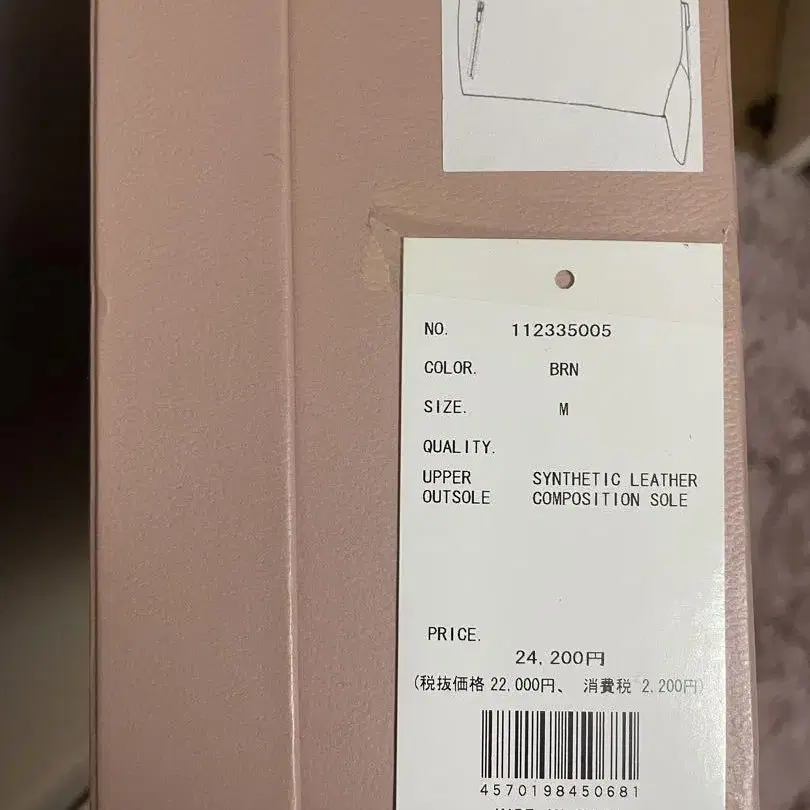 NO. 112335005
COLOR. BRN
SIZE. M
QUALITY.
UPPER SYNTHETIC LEATHER
OUTSOLE COMPOSITION SOLE
PRICE.
24,200円
(税抜価格 22,000円、 消費税 2,200円)
4570198450681